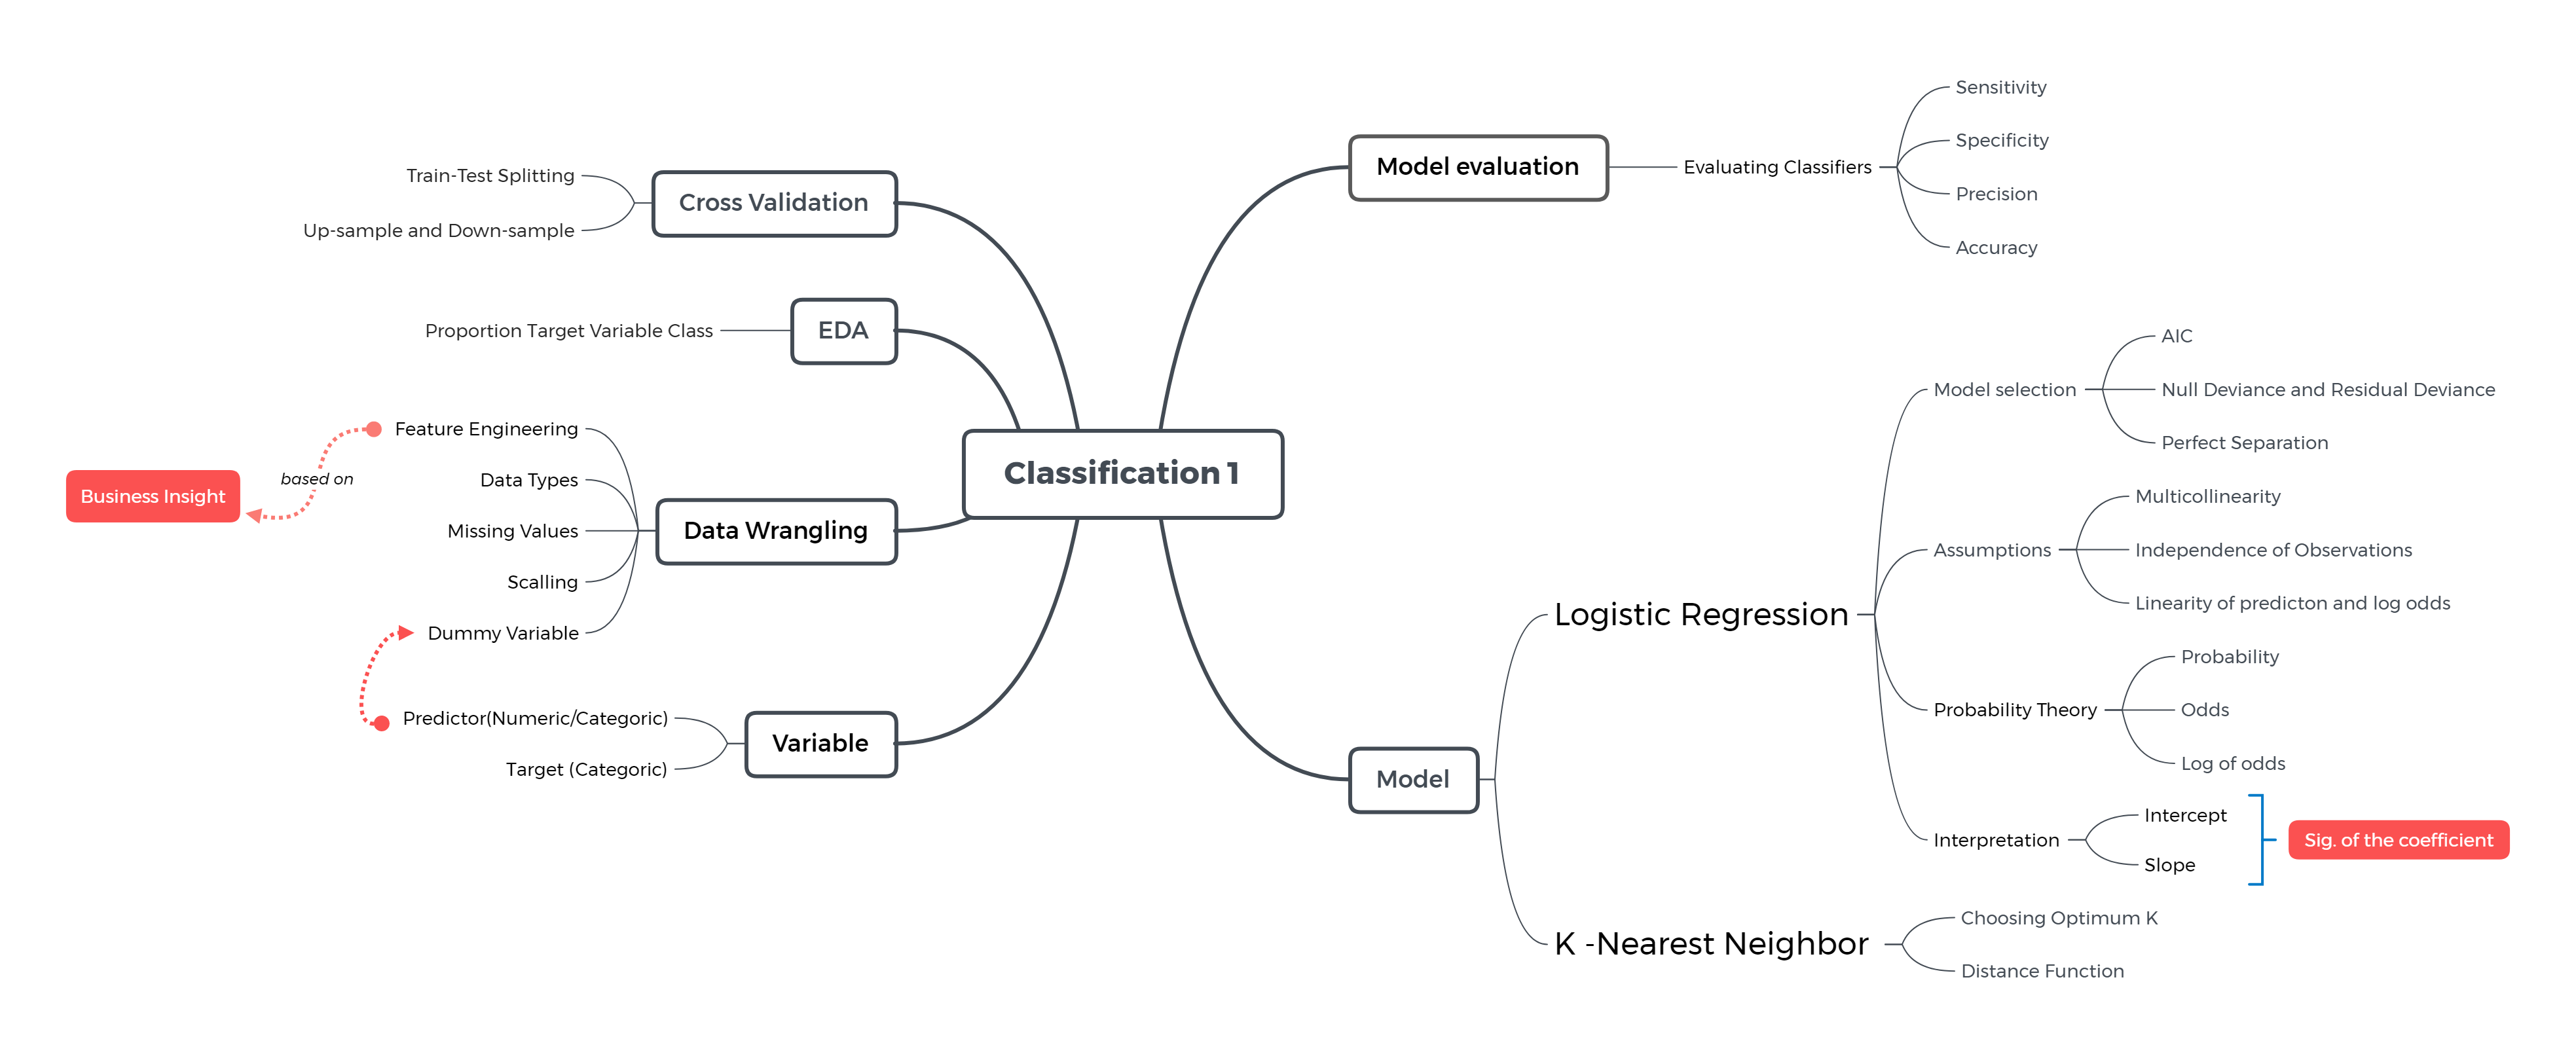 Classification 1
Cross Validation
Train-Test Splitting
Up-sample and Down-sample
EDA
Proportion Target Variable Class
Data Wrangling
Feature Engineering
Data Types
Missing Values
Scalling
Dummy Variable
based on
Business Insight
Variable
Predictor(Numeric/Categoric)
Target (Categoric)
Model evaluation
Evaluating Classifiers
Sensitivity
Specificity
Precision
Accuracy
Model
Logistic Regression
Model selection
AIC
Null Deviance and Residual Deviance
Perfect Separation
Assumptions
Multicollinearity
Independence of Observations
Linearity of predicton and log odds
Probability Theory
Probability
Odds
Log of odds
Interpretation
Intercept
Slope
Sig. of the coefficient
K -Nearest Neighbor
Choosing Optimum K
Distance Function